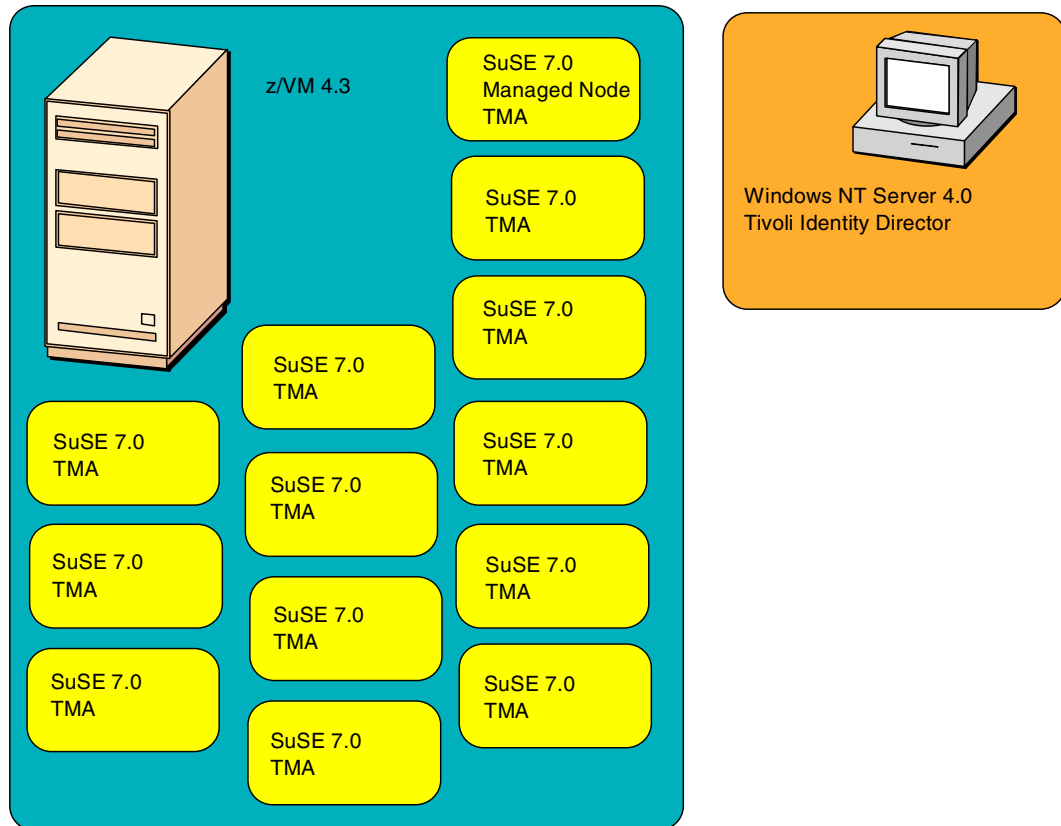 z/VM 4.3
SuSE 7.0
Managed Node
TMA
SuSE 7.0
TMA
SuSE 7.0
TMA
SuSE 7.0
TMA
SuSE 7.0
TMA
SuSE 7.0
TMA
SuSE 7.0
TMA
SuSE 7.0
TMA
SuSE 7.0
TMA
SuSE 7.0
TMA
SuSE 7.0
TMA
SuSE 7.0
TMA
SuSE 7.0
TMA
Windows NT Server 4.0
Tivoli Identity Director